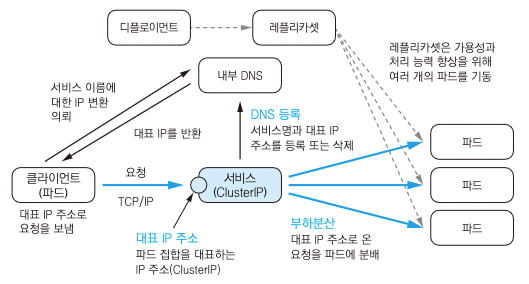 디플로이먼트
레플리카셋
레플리카셋은 가용성과
처리 능력 향상을 위해
여러 개의 파드를 기동
내부 DNS
서비스 이름에
대한 IP 변환
의뢰
대표 IP를 반환
DNS 등록
서비스명과 대표 IP
주소를 등록 또는 삭제
파드
파드
파드
클라이언트
(파드)
요청
TCP/IP
서비스
(ClusterIP)
대표 IP 주소로
요청을 보냄
대표 IP 주소
파드 집합을 대표하는
IP 주소(ClusterIP)
부하분산
대표 IP 주소로 온
요청을 파드에 분배